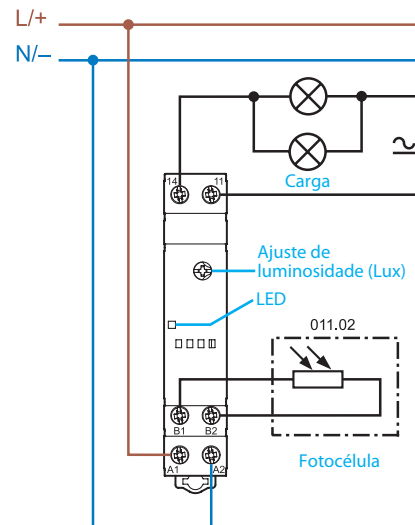 L/+
N/–
Carga
14
11
Ajuste de
luminosidade (Lux)
LED
011.02
B1
B2
Fotocélula
A1
A2